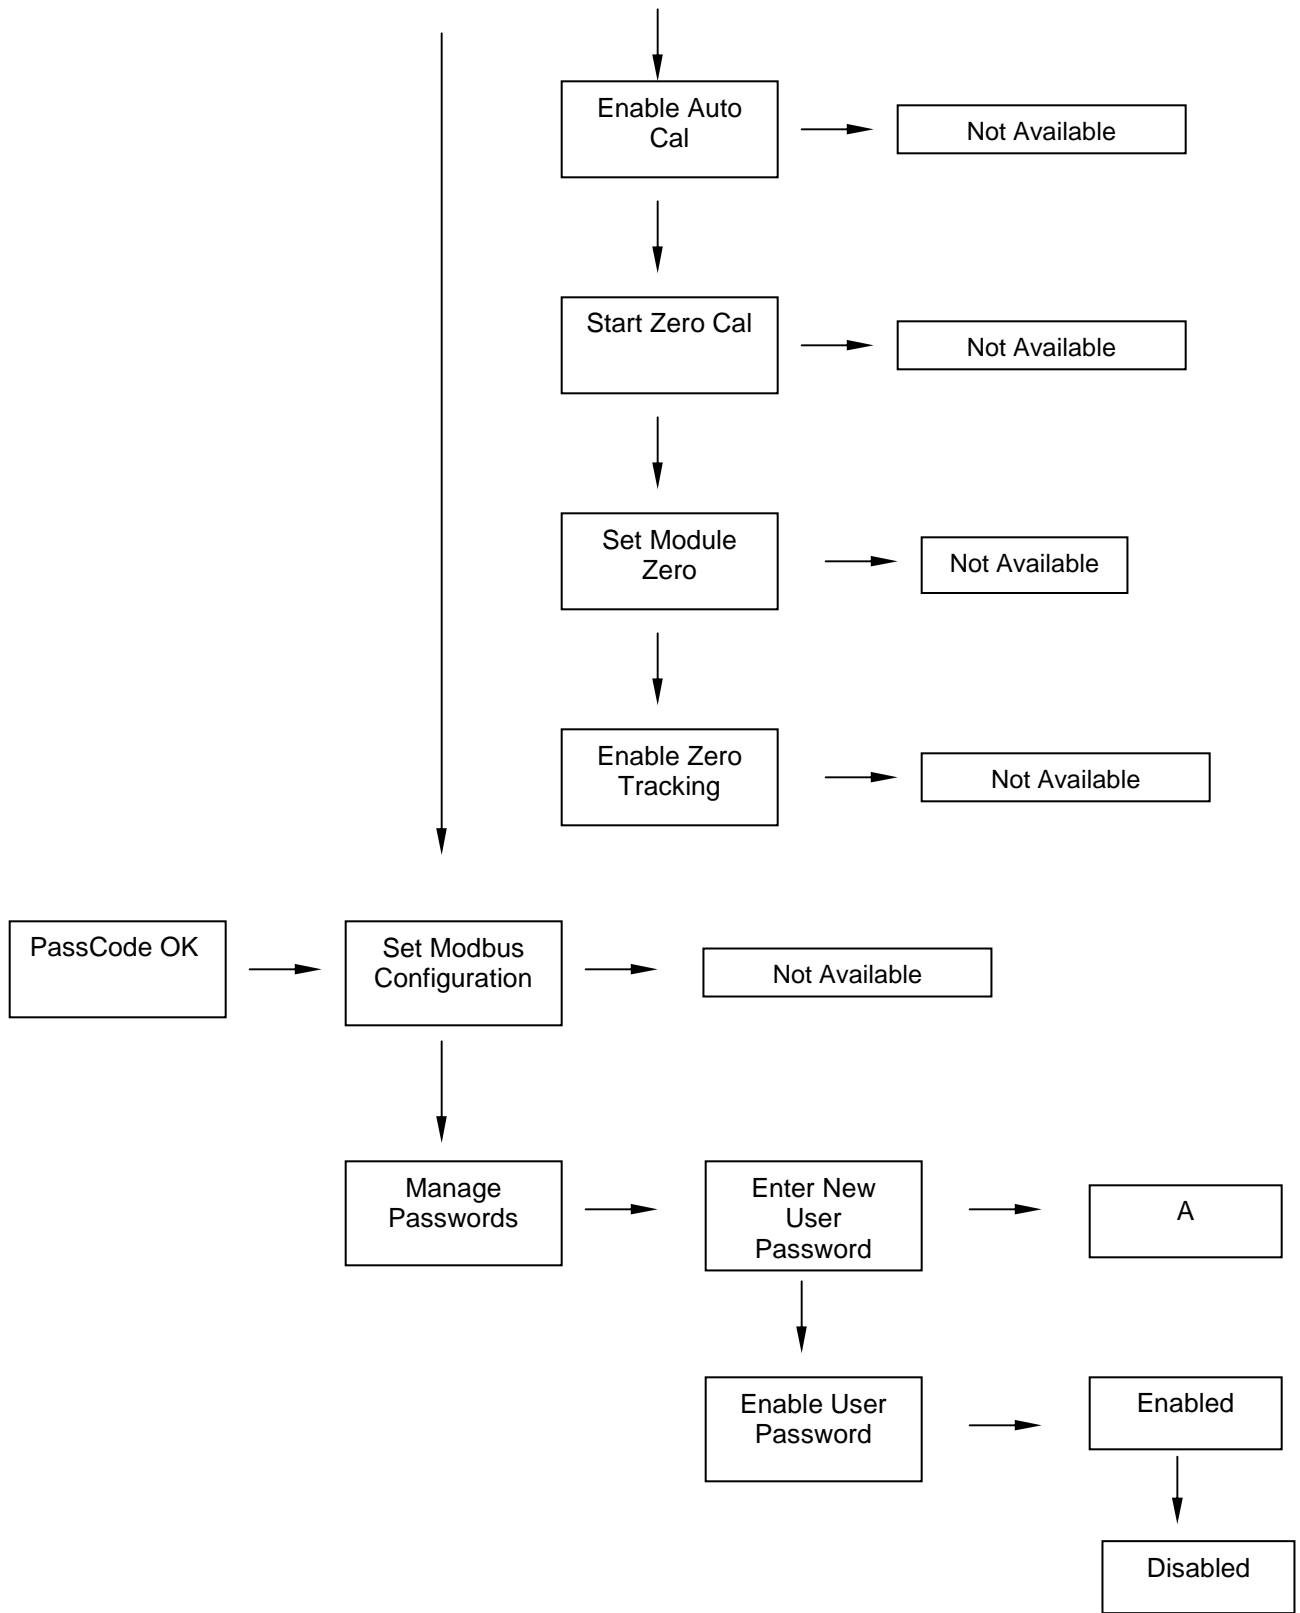 Enable Auto
Cal
Not Available
Start Zero Cal
Not Available
Set Module
Zero
Not Available
Enable Zero
Tracking
Not Available
PassCode OK
Set Modbus
Configuration
Not Available
Manage
Passwords
Enter New
User
Password
A
Enable User
Password
Enabled
Disabled